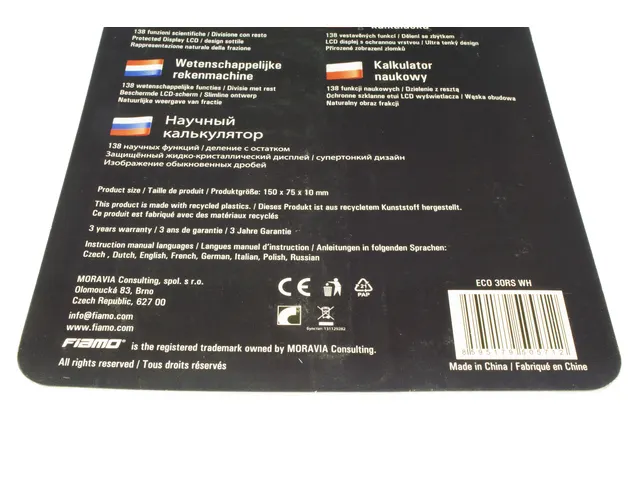 138 funzioni scientifiche / Divisione con resto
Protected Display LCD / design sottile
Rappresentazione naturale della frazione
138 vestavěných funkcí / Dělení se zbytkem
LCD displej s ochrannou vrstvou / Ultra tenký design
Přirozené zobrazení zlomků
Wetenschappelijke
rekenmachine
138 wetenschappelijke functies / Divisie met rest
Beschermde LCD-scherm / Slimline ontwerp
Natuurlijke weergave van fractie
Kalkulator
naukowy
138 funkcji naukowych / Dzielenie z resztą
Ochronne szklanne etui LCD wyświetlacza / Wąska obudowa
Naturalny obraz frakcji
Научный
калькулятор
138 научных функций / деление с остатком
Защищённый жидко-кристаллический дисплей / супертонкий дизайн
Изображение обыкновенных дробей
Product size / Taille de produit / Produktgröße: 150 x 75 x 10 mm
This product is made with recycled plastics. / Dieses Produkt ist aus recycletem Kunststoff hergestellt.
Ce produit est fabriqué avec des matériaux recyclés
3 years warranty / 3 ans de garantie / 3 Jahre Garantie
Instruction manual languages / Langues manuel d'instruction / Anleitungen in folgenden Sprachen:
Czech , Dutch, English, French, German, Italian, Polish, Russian
MORAVIA Consulting, spol. s r.o.
Olomoucká 83, Brno
Czech Republic, 627 00
info@fiamo.com
www.fiamo.com
CE
21
PAP
ECO 30RS WH
FIAMO® is the registered trademark owned by MORAVIA Consulting.
All rights reserved / Tous droits réservés
Made in China / Fabriqué en Chine